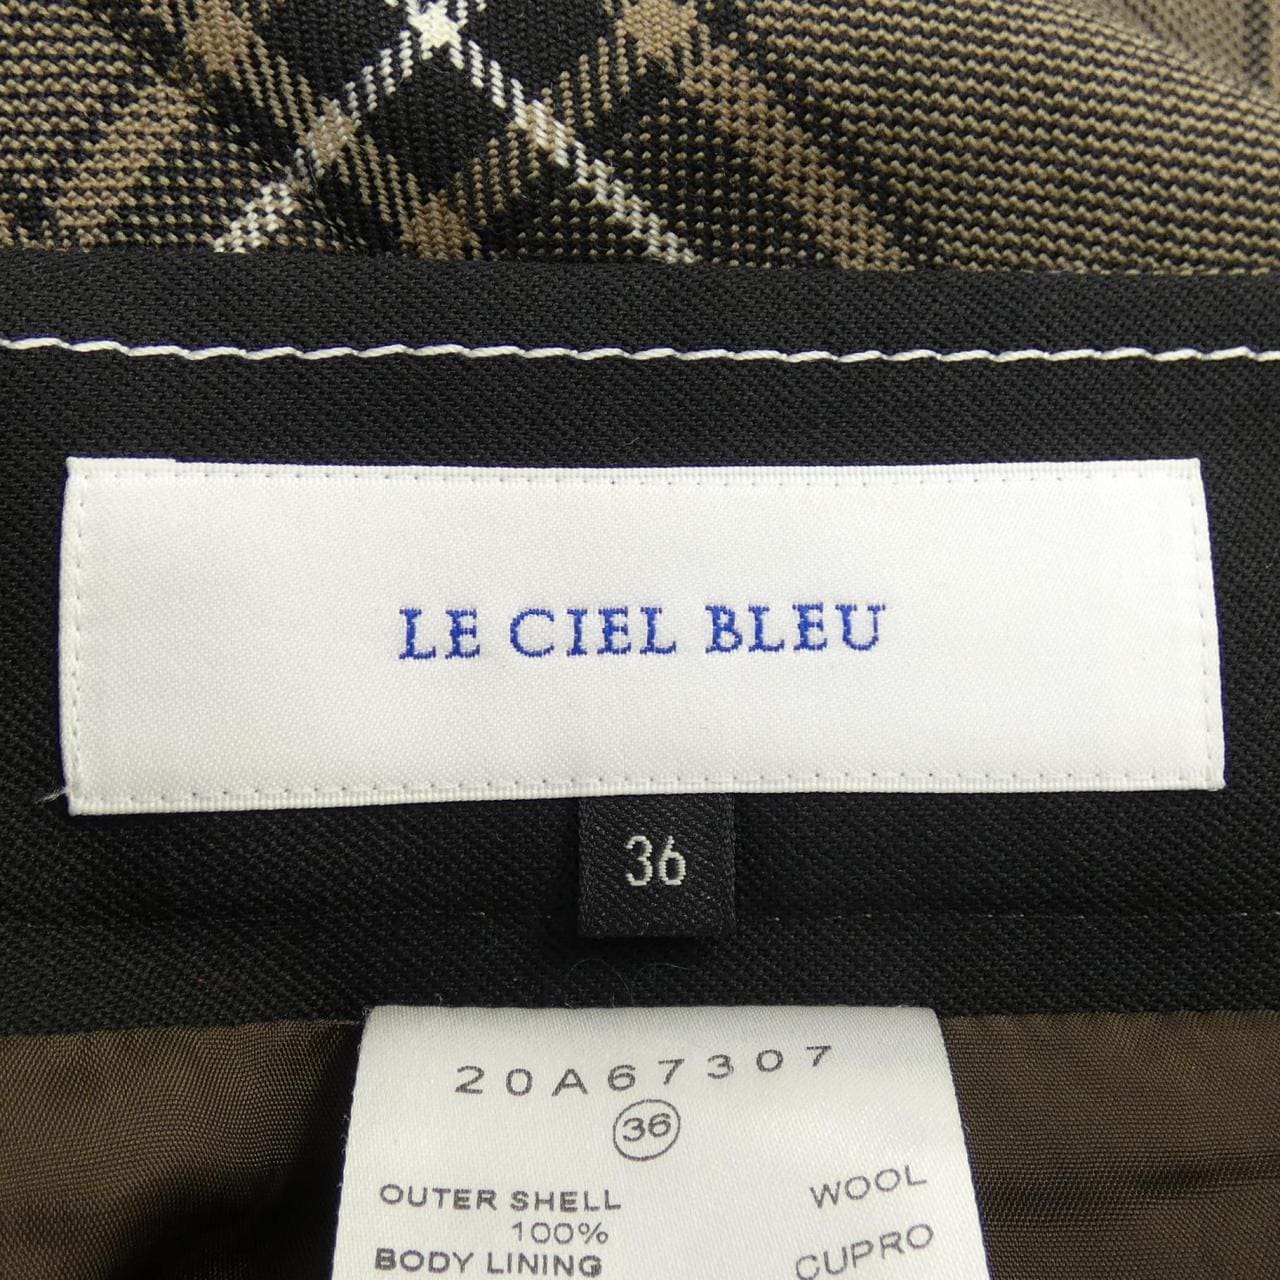 LE CIEL BLEU
36
20A67307
36
OUTER SHELL WOOL
100%
BODY LINING CUPRO